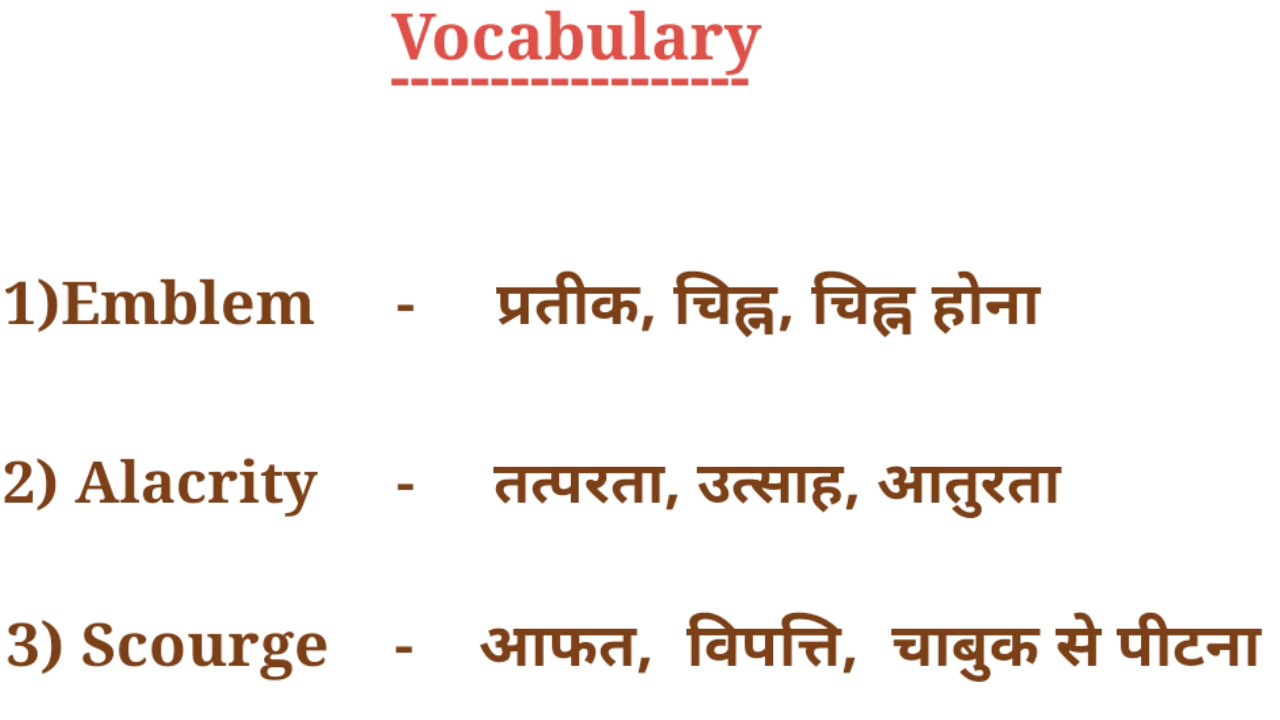 Vocabulary
------------------
1)Emblem - प्रतीक, चिह्न, चिह्न होना
2) Alacrity - तत्परता, उत्साह, आतुरता
3) Scourge - आफत, विपत्ति, चाबुक से पीटना